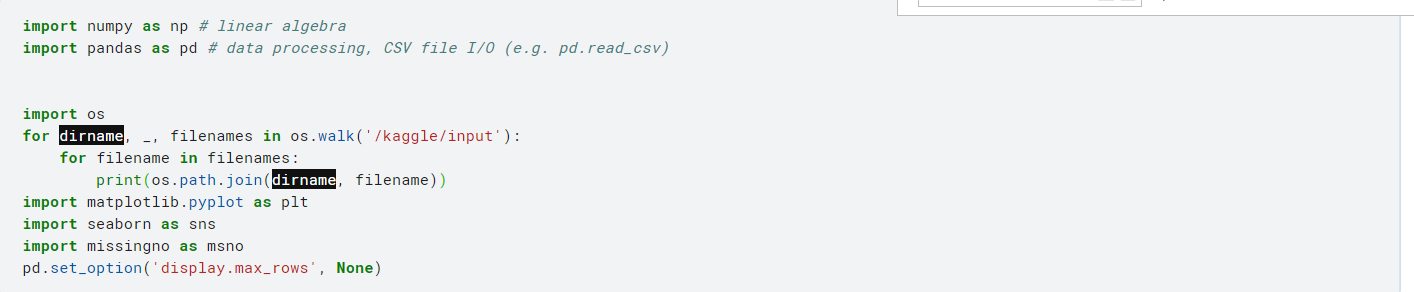 import numpy as np # linear algebra
import pandas as pd # data processing, CSV file I/O (e.g. pd.read_csv)
import os
for dirname, _, filenames in os.walk('/kaggle/input'):
    for filename in filenames:
        print(os.path.join(dirname, filename))
import matplotlib.pyplot as plt
import seaborn as sns
import missingno as msno
pd.set_option('display.max_rows', None)